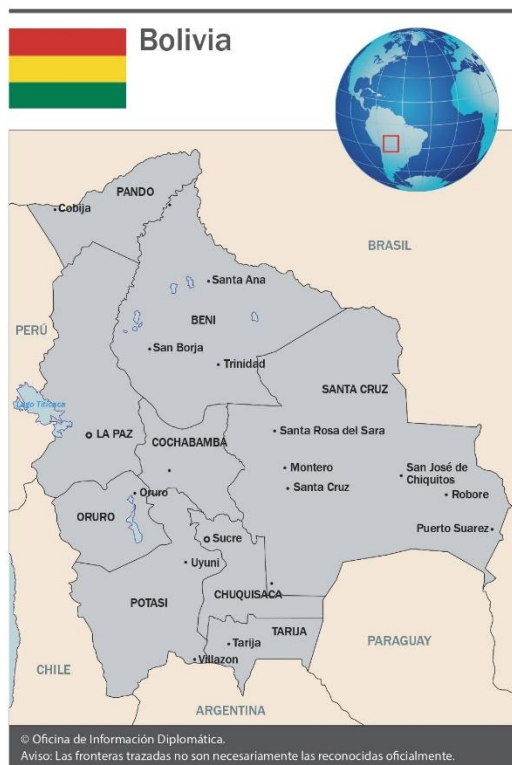 Bolivia
PANDO
Cobija
BRASIL
Santa Ana
BENI
PERÚ
San Borja
Trinidad
SANTA CRUZ
Lago Titicaca
Santa Rosa del Sara
LA PAZ
COCHABAMBA
Montero
San José de
Chiquitos
Santa Cruz
Oruro
Robore
ORURO
Puerto Suarez
Sucre
Uyuni
CHUQUISACA
POTASI
TARIJA
Tarija
PARAGUAY
Villazon
CHILE
ARGENTINA
© Oficina de Información Diplomática.
Aviso: Las fronteras trazadas no son necesariamente las reconocidas oficialmente.